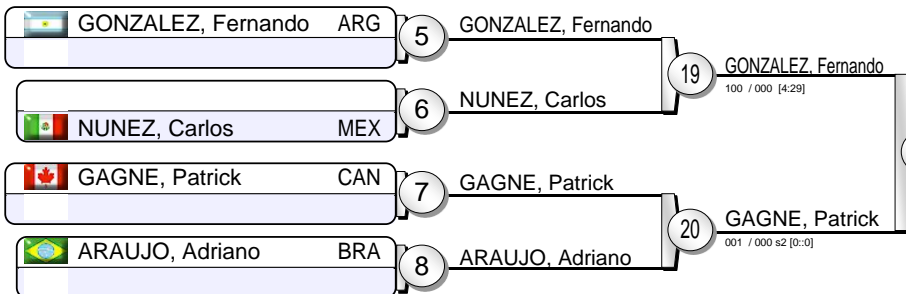 GONZALEZ, Fernando ARG
5
GONZALEZ, Fernando
19
GONZALEZ, Fernando
100 / 000 [4:29]
6
NUNEZ, Carlos
NUNEZ, Carlos MEX
GAGNE, Patrick CAN
7
GAGNE, Patrick
20
GAGNE, Patrick
001 / 000 s2 [0::0]
ARAUJO, Adriano BRA
8
ARAUJO, Adriano